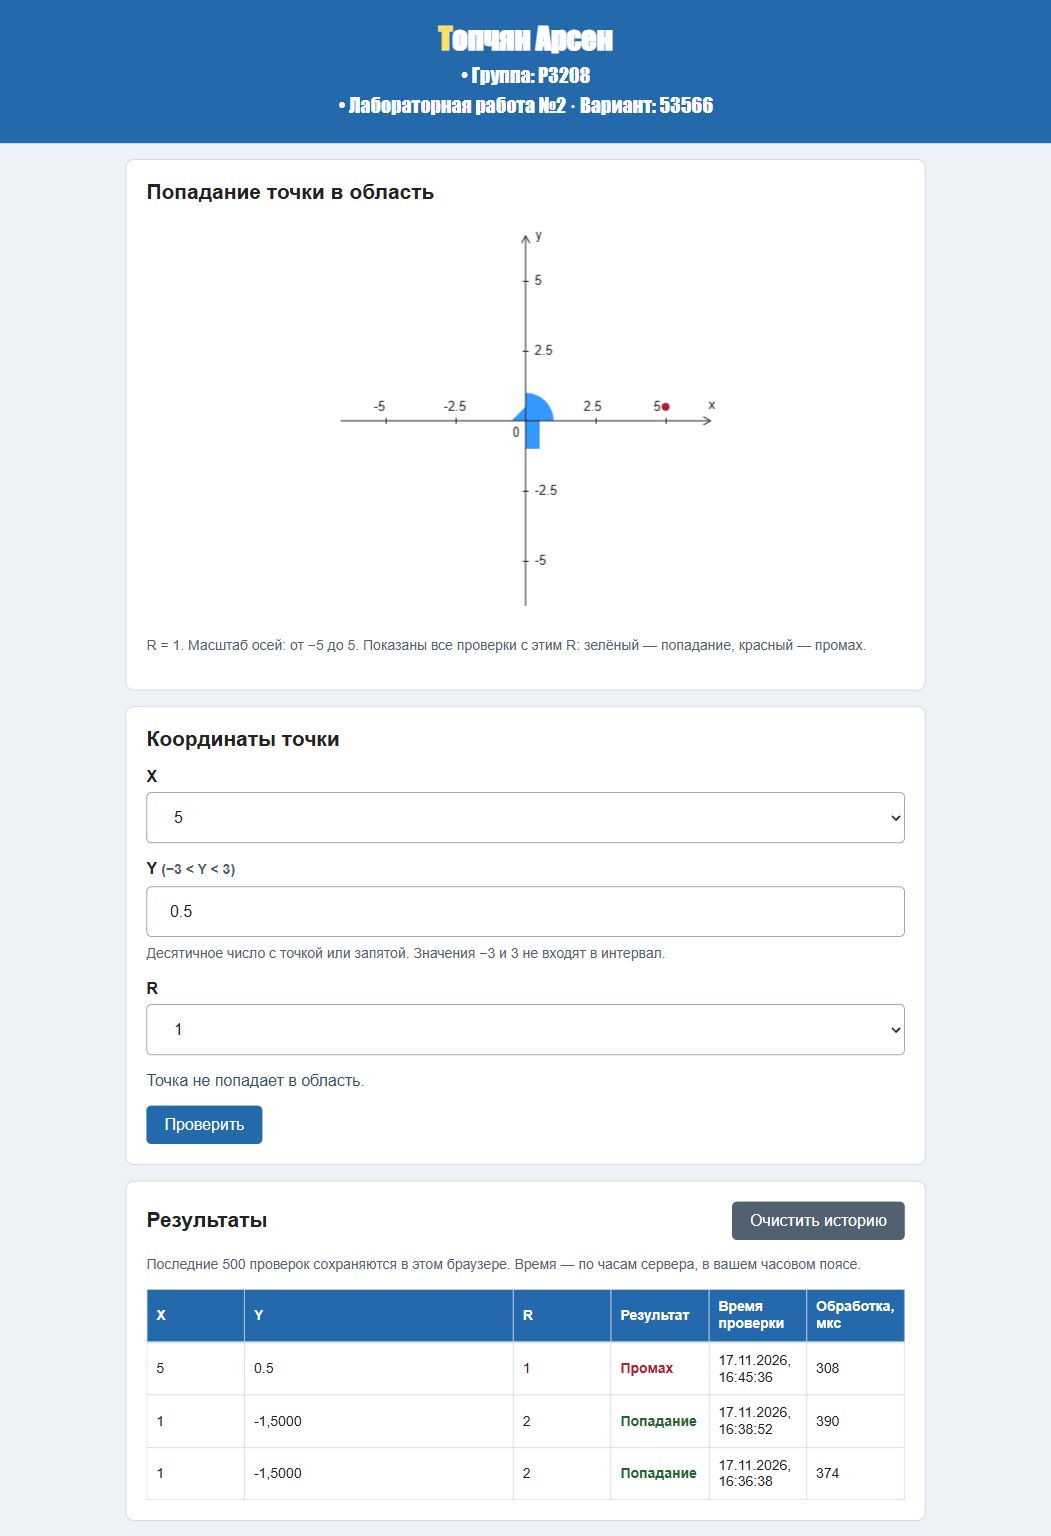 Топчян Арсен
• Группа: P3208
• Лабораторная работа №2 · Вариант: 53566
Попадание точки в область
y
5
2.5
-5 -2.5 2.5 5 x
0
-2.5
-5
R = 1. Масштаб осей: от −5 до 5. Показаны все проверки с этим R: зелёный — попадание, красный — промах.
Координаты точки
X
5
Y (−3 < Y < 3)
0.5
Десятичное число с точкой или запятой. Значения −3 и 3 не входят в интервал.
R
1
Точка не попадает в область.
Проверить
Результаты
Очистить историю
Последние 500 проверок сохраняются в этом браузере. Время — по часам сервера, в вашем часовом поясе.
X Y R Результат Время проверки Обработка, мкс
5 0.5 1 Промах 17.11.2026, 16:45:36 308
1 -1,5000 2 Попадание 17.11.2026, 16:38:52 390
1 -1,5000 2 Попадание 17.11.2026, 16:36:38 374